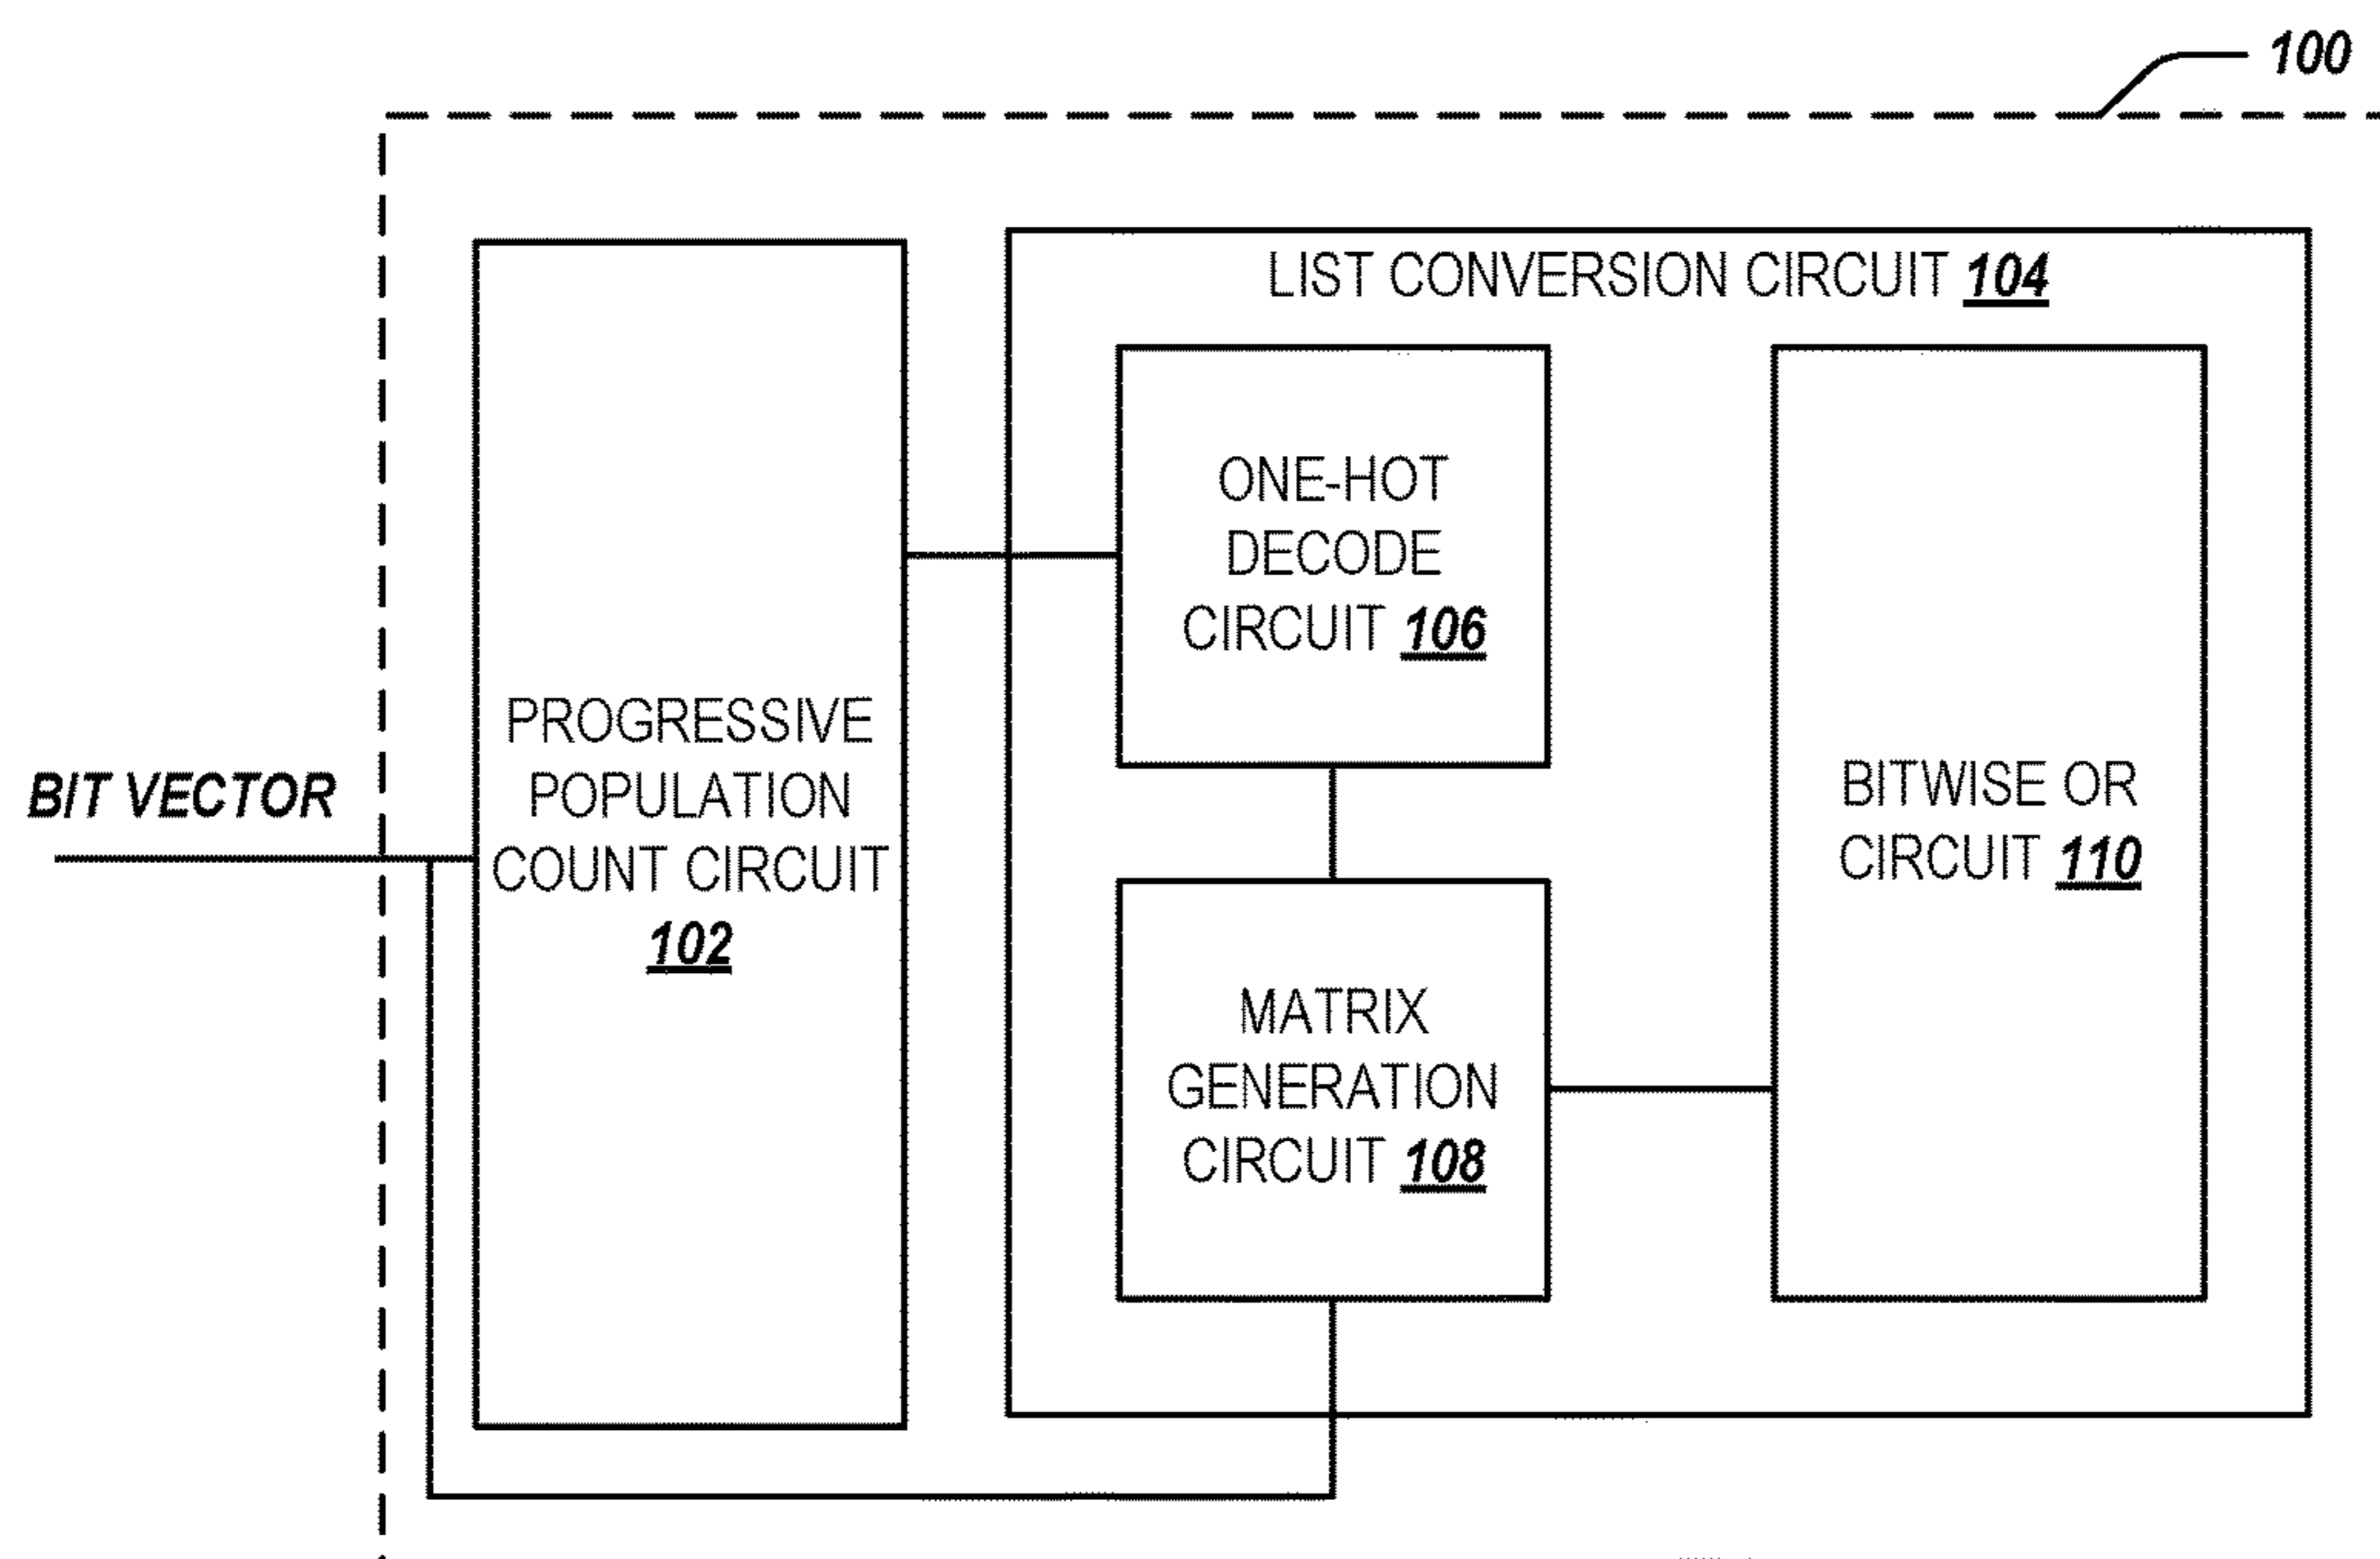 100
LIST CONVERSION CIRCUIT 104
ONE-HOT
DECODE
CIRCUIT 106
PROGRESSIVE
POPULATION
COUNT CIRCUIT
102
BIT VECTOR
BITWISE OR
CIRCUIT 110
MATRIX
GENERATION
CIRCUIT 108